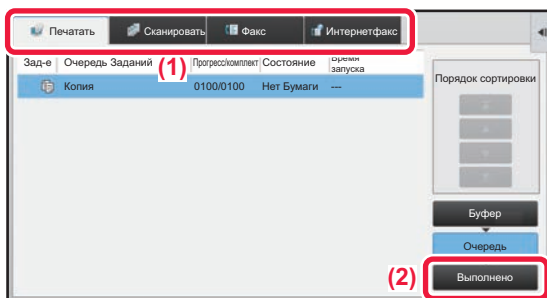 Печатать Сканировать Факс Интернетфакс
(1)
Зад-е Очередь Заданий Прогресс/комплект Состояние Время запуска
Копия 0100/0100 Нет Бумаги ---
Порядок сортировки
Буфер
Очередь
(2) Выполнено